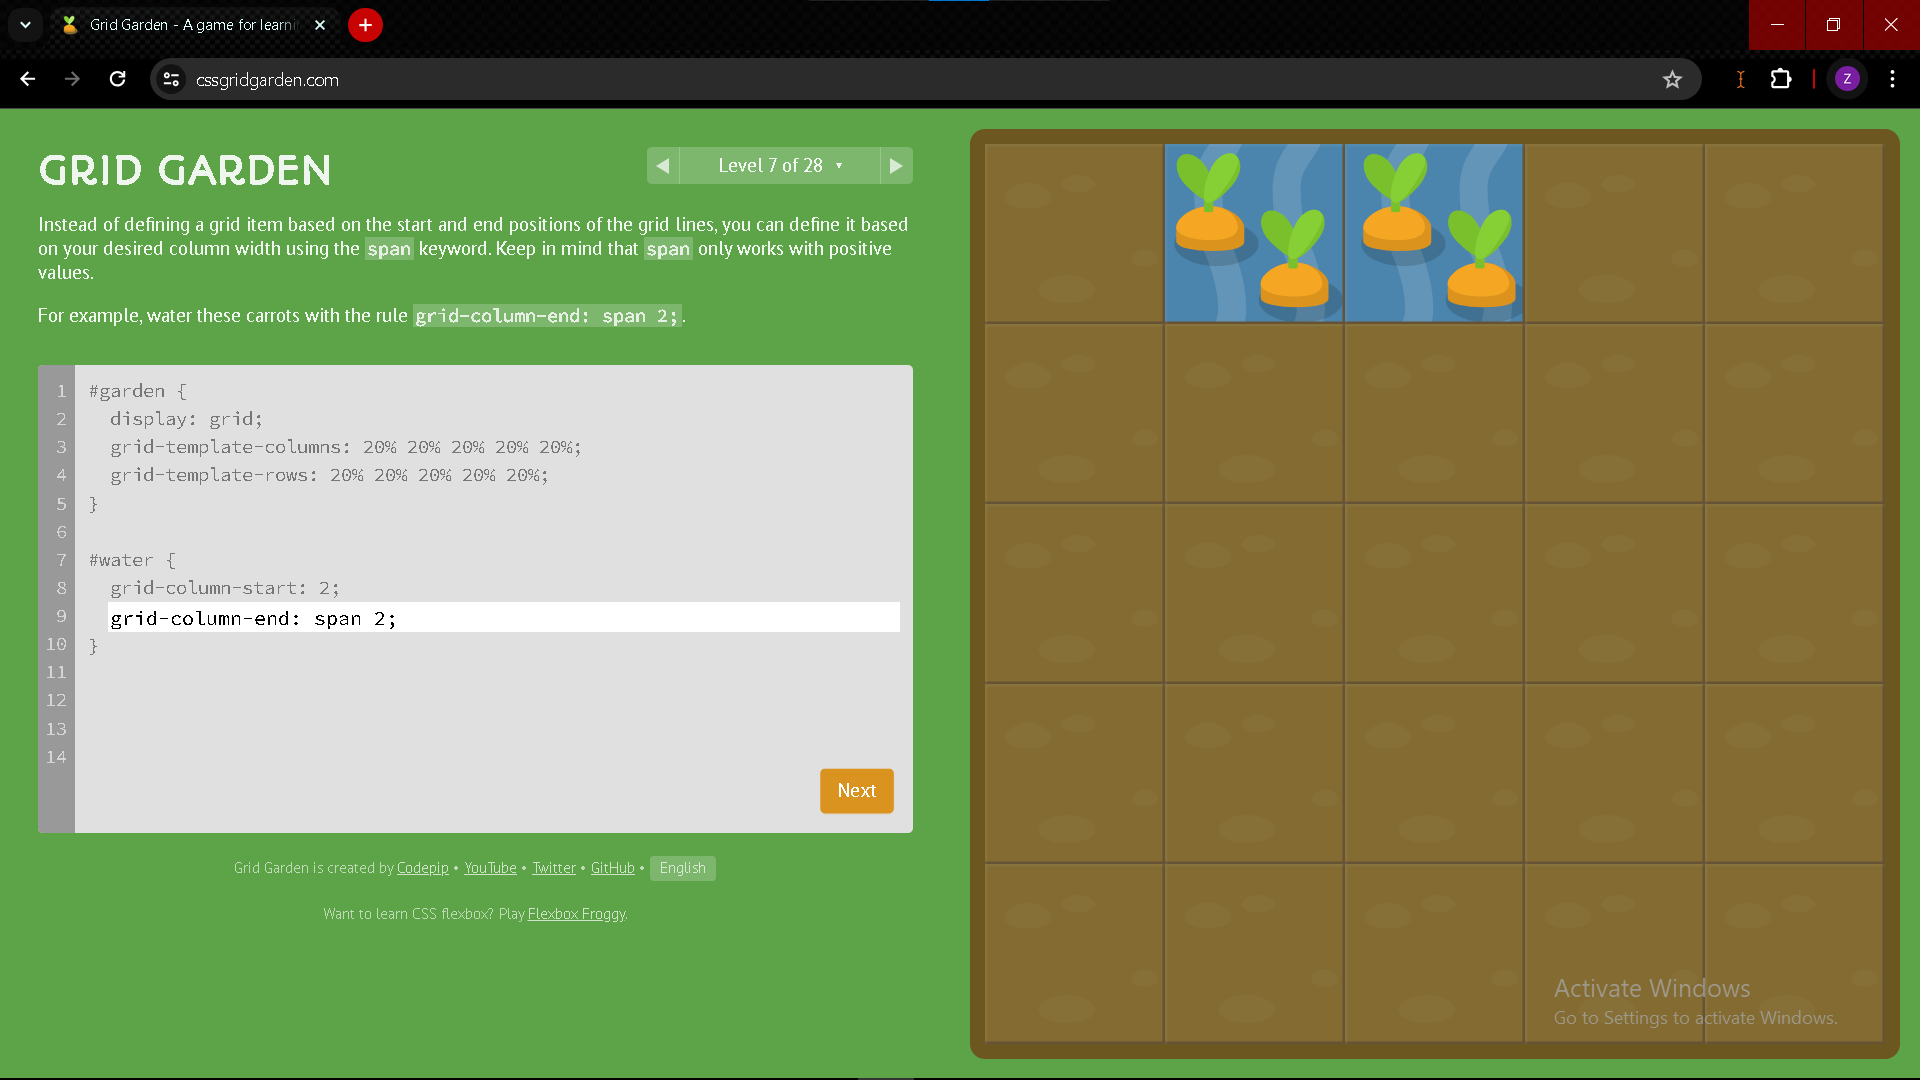 Grid Garden - A game for learni
cssgridgarden.com
Z
GRID GARDEN
Level 7 of 28
Instead of defining a grid item based on the start and end positions of the grid lines, you can define it based
on your desired column width using the span keyword. Keep in mind that span only works with positive
values.
For example, water these carrots with the rule grid-column-end: span 2;.
1 #garden {
2 display: grid;
3 grid-template-columns: 20% 20% 20% 20% 20%;
4 grid-template-rows: 20% 20% 20% 20% 20%;
5 }
6
7 #water {
8 grid-column-start: 2;
9 grid-column-end: span 2;
10 }
11
12
13
14
Next
Grid Garden is created by Codepip • YouTube • Twitter • GitHub • English
Want to learn CSS flexbox? Play Flexbox Froggy.
Activate Windows
Go to Settings to activate Windows.